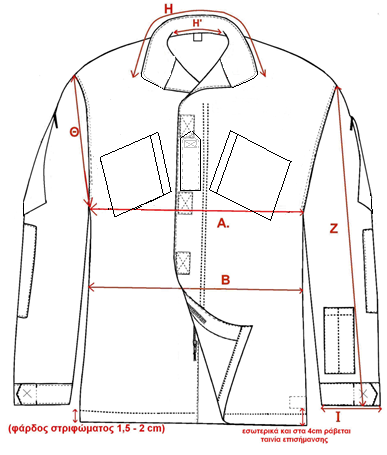 H
H'
Θ
A.
Z
B
I
(φάρδος στριφώματος 1,5 - 2 cm)
εσωτερικά και στα 4cm ράβεται
ταινία επισήμανσης